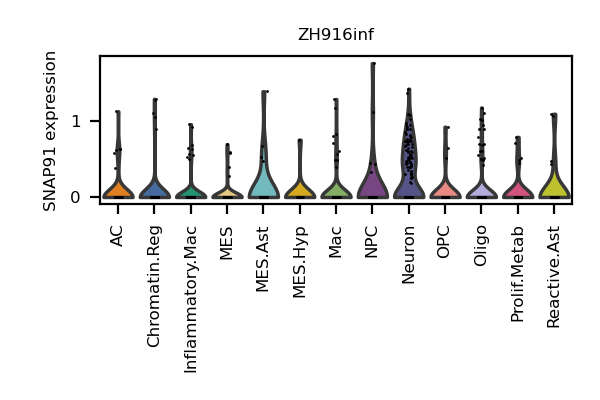 ZH916inf
SNAP91 expression
1
0
AC
Chromatin.Reg
Inflammatory.Mac
MES
MES.Ast
MES.Hyp
Mac
NPC
Neuron
OPC
Oligo
Prolif.Metab
Reactive.Ast